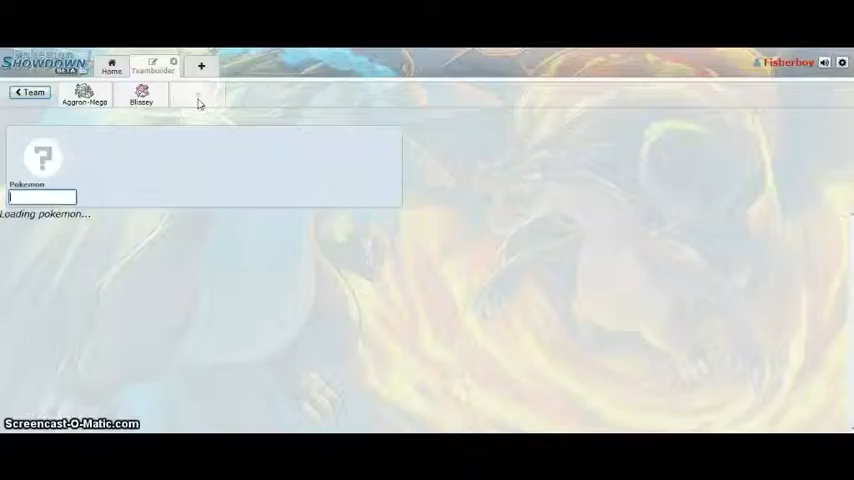 Pokémon
SHOWDOWN
BETA
Home
Teambuilder
+
Fisherboy
< Team
Aggron-Mega
Blissey
?
Pokemon
Loading pokemon...
Screencast-O-Matic.com